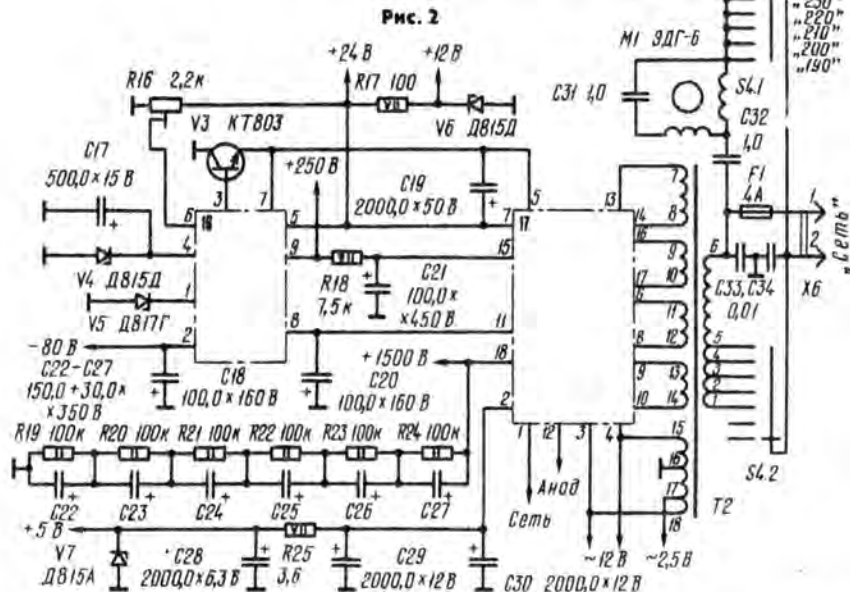 Рис. 2
„230"
„220"
„210"
„200"
„190"
+24 В
+12 В
М1 ЭДГ-6
R16 2,2к
R17 100
C31 1,0
S4.1
V3 КТ803
V6 Д815Д
C32
1,0
C17
500,0×15 В
+250 В
C19
2000,0×50 В
F1
4А
3
7
5
13
7
6
16
5
7
17
14
8
1
4
9
15
16
9
6
2
"Сеть"
R18
7,5к
C21
100,0×
×450 В
17
10
C33, C34
0,01
X6
V4 Д815Д
1
6
11
V5 Д817Г
8
11
8
12
5
-80 В
2
+1500 В
18
9
13
4
3
2
1
C22–C27
150,0+30,0×
×350 В
C18
100,0×160 В
C20
100,0×160 В
2
10
14
R19 100к
R20 100к
R21 100к
R22 100к
R23 100к
R24 100к
1
12
3
4
15
16
S4.2
Анод
17
C22
C23
C24
C25
C26
C27
Сеть
18
Т2
+5 В
V7
Д815А
C28
2000,0×6,3 В
R25
3,6
C29
2000,0×12 В
C30 2000,0×12 В
~12 В
~2,5 В